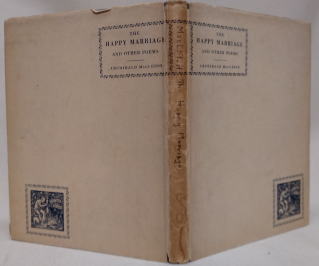 THE
HAPPY MARRIAGE
AND OTHER POEMS
ARCHIBALD MACLEISH
THE
HAPPY MARRIAGE
AND OTHER POEMS
ARCHIBALD MACLEISH